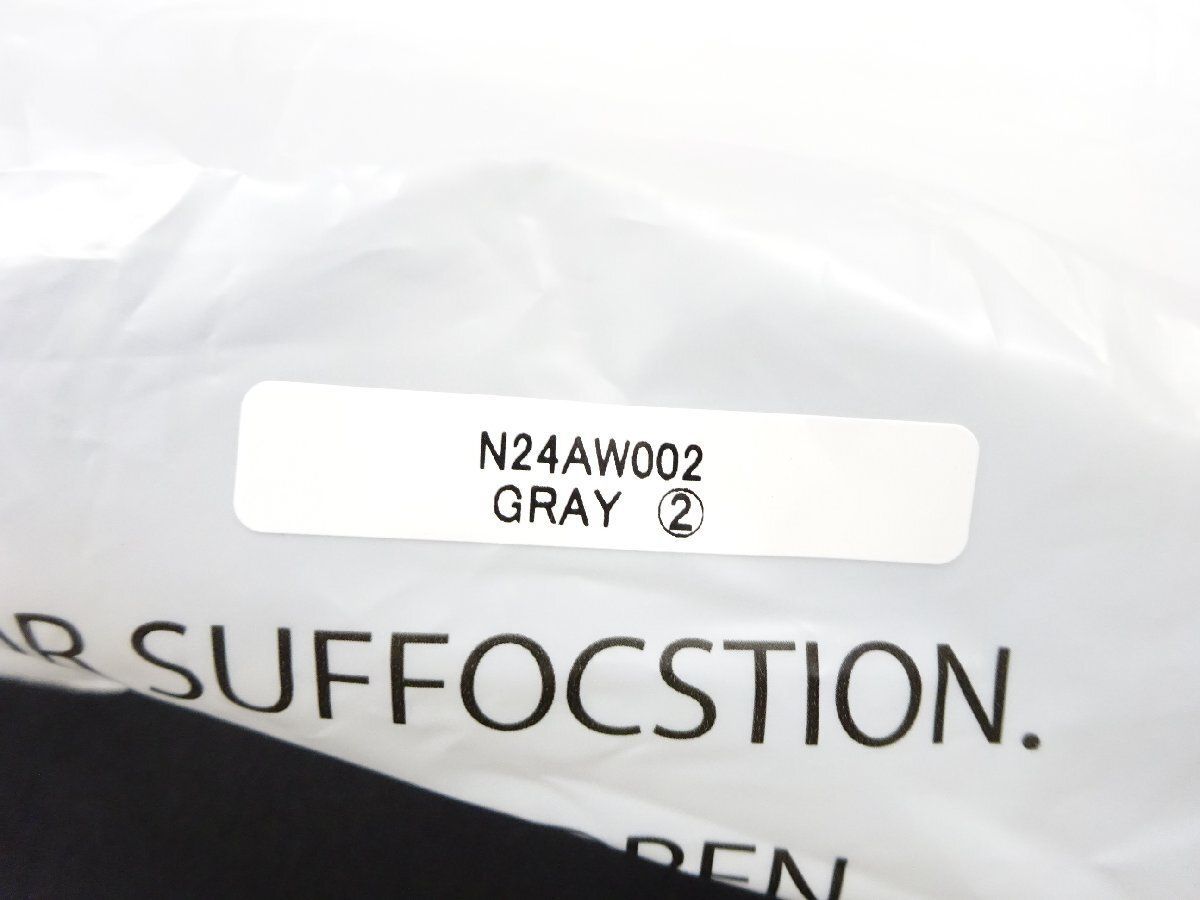 N24AW002
GRAY ②
SUFFOCSTION.